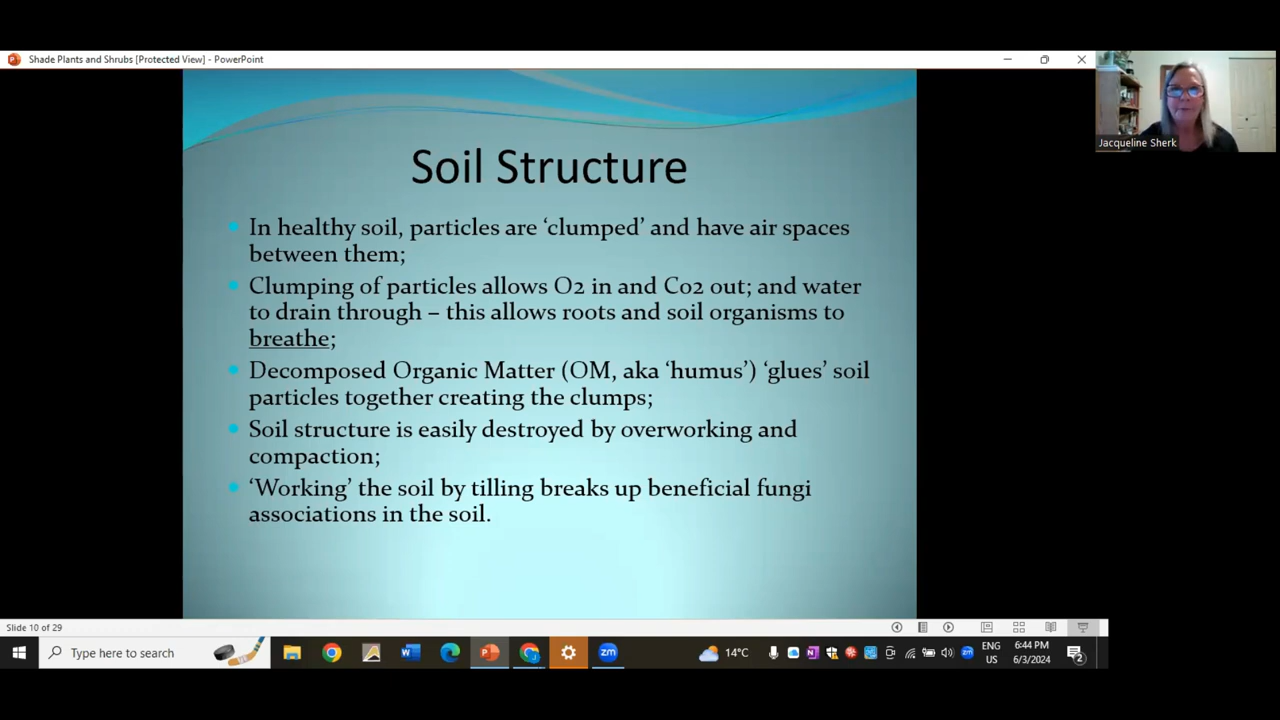 Shade Plants and Shrubs [Protected View] - PowerPoint
Jacqueline Sherk
Soil Structure
In healthy soil, particles are ‘clumped’ and have air spaces
between them;
Clumping of particles allows O2 in and Co2 out; and water
to drain through – this allows roots and soil organisms to
breathe;
Decomposed Organic Matter (OM, aka ‘humus’) ‘glues’ soil
particles together creating the clumps;
Soil structure is easily destroyed by overworking and
compaction;
‘Working’ the soil by tilling breaks up beneficial fungi
associations in the soil.
Slide 10 of 29
Type here to search
W
zm
14°C
N
zm
ENG
US
6:44 PM
6/3/2024
2